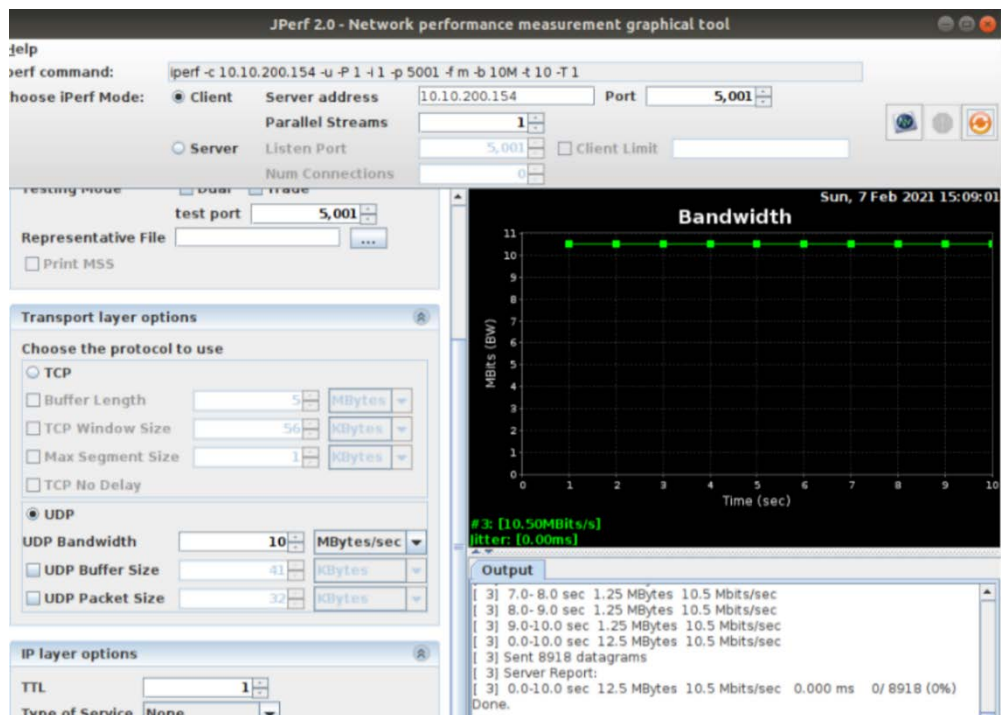 JPerf 2.0 - Network performance measurement graphical tool
Help
perf command: iperf -c 10.10.200.154 -u -P 1 -i 1 -p 5001 -f m -b 10M -t 10 -T 1
hoose iPerf Mode: Client Server address 10.10.200.154 Port 5,001
Parallel Streams 1
Server Listen Port 5,001 Client Limit
Num Connections 0
Testing Mode Dual Trade
test port 5,001
Representative File ...
Print MSS
Transport layer options
Choose the protocol to use
TCP
Buffer Length 5 MBytes
TCP Window Size 56 KBytes
Max Segment Size 1 KBytes
TCP No Delay
UDP
UDP Bandwidth 10 MBytes/sec
UDP Buffer Size 41 KBytes
UDP Packet Size 32 KBytes
IP layer options
TTL 1
Type of Service None
Sun, 7 Feb 2021 15:09:01
Bandwidth
11
10
9
8
7
6
5
4
3
2
1
0
MBits (BW)
0 1 2 3 4 5 6 7 8 9 10
Time (sec)
#3: [10.50MBits/s]
Jitter: [0.00ms]
Output
[ 3] 7.0- 8.0 sec 1.25 MBytes 10.5 Mbits/sec
[ 3] 8.0- 9.0 sec 1.25 MBytes 10.5 Mbits/sec
[ 3] 9.0-10.0 sec 1.25 MBytes 10.5 Mbits/sec
[ 3] 0.0-10.0 sec 12.5 MBytes 10.5 Mbits/sec
[ 3] Sent 8918 datagrams
[ 3] Server Report:
[ 3] 0.0-10.0 sec 12.5 MBytes 10.5 Mbits/sec 0.000 ms 0/ 8918 (0%)
Done.